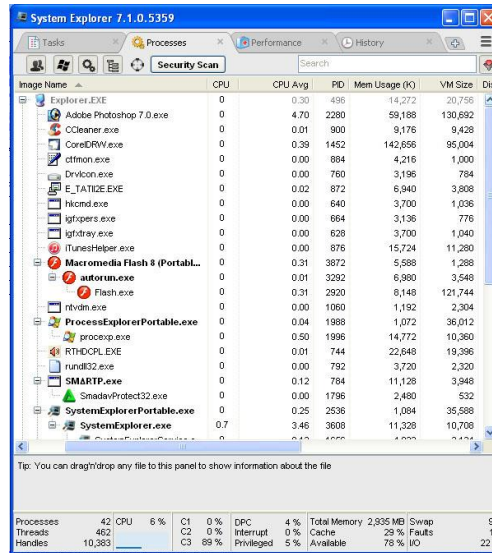 System Explorer 7.1.0.5359
Tasks Processes Performance History
Security Scan Search
Image Name CPU CPU Avg PID Mem Usage (K) VM Size
Explorer.EXE 0 0.30 496 14,272 20,756
Adobe Photoshop 7.0.exe 0 4.70 2280 59,188 130,692
CCleaner.exe 0 0.01 900 9,176 9,428
CorelDRW.exe 0 0.39 1452 142,656 95,004
ctfmon.exe 0 0.00 884 4,216 1,000
DrvIcon.exe 0 0.00 760 3,196 784
E_TATII2E.EXE 0 0.02 872 6,940 3,808
hkcmd.exe 0 0.00 640 3,700 1,036
igfxpers.exe 0 0.00 664 3,136 776
igfxtray.exe 0 0.00 628 3,700 1,040
iTunesHelper.exe 0 0.00 876 15,724 11,280
Macromedia Flash 8 (Portabl... 0 0.31 3872 5,588 1,288
autorun.exe 0 0.01 3292 6,980 3,548
Flash.exe 0 0.31 2920 8,148 121,744
ntvdm.exe 0 0.00 1060 1,192 2,304
ProcessExplorerPortable.exe 0 0.04 1988 1,072 36,012
procexp.exe 0 0.50 1996 14,772 10,360
RTHDCPL.EXE 0 0.01 744 22,648 19,396
rundll32.exe 0 0.00 792 3,720 2,320
SMΔRTP.exe 0 0.12 784 11,128 3,948
SmadavProtect32.exe 0 0.00 1796 2,480 532
SystemExplorerPortable.exe 0 0.25 2536 1,084 35,588
SystemExplorer.exe 0.7 3.46 3608 11,328 10,708
Tip: You can drag'n'drop any file to this panel to show information about the file
Processes 42 CPU 6 % C1 0 % DPC 4 % Total Memory 2,935 MB Swap
Threads 462 C2 0 % Interrupt 0 % Cache 29 % Faults
Handles 10,383 C3 89 % Privileged 5 % Available 78 % I/O